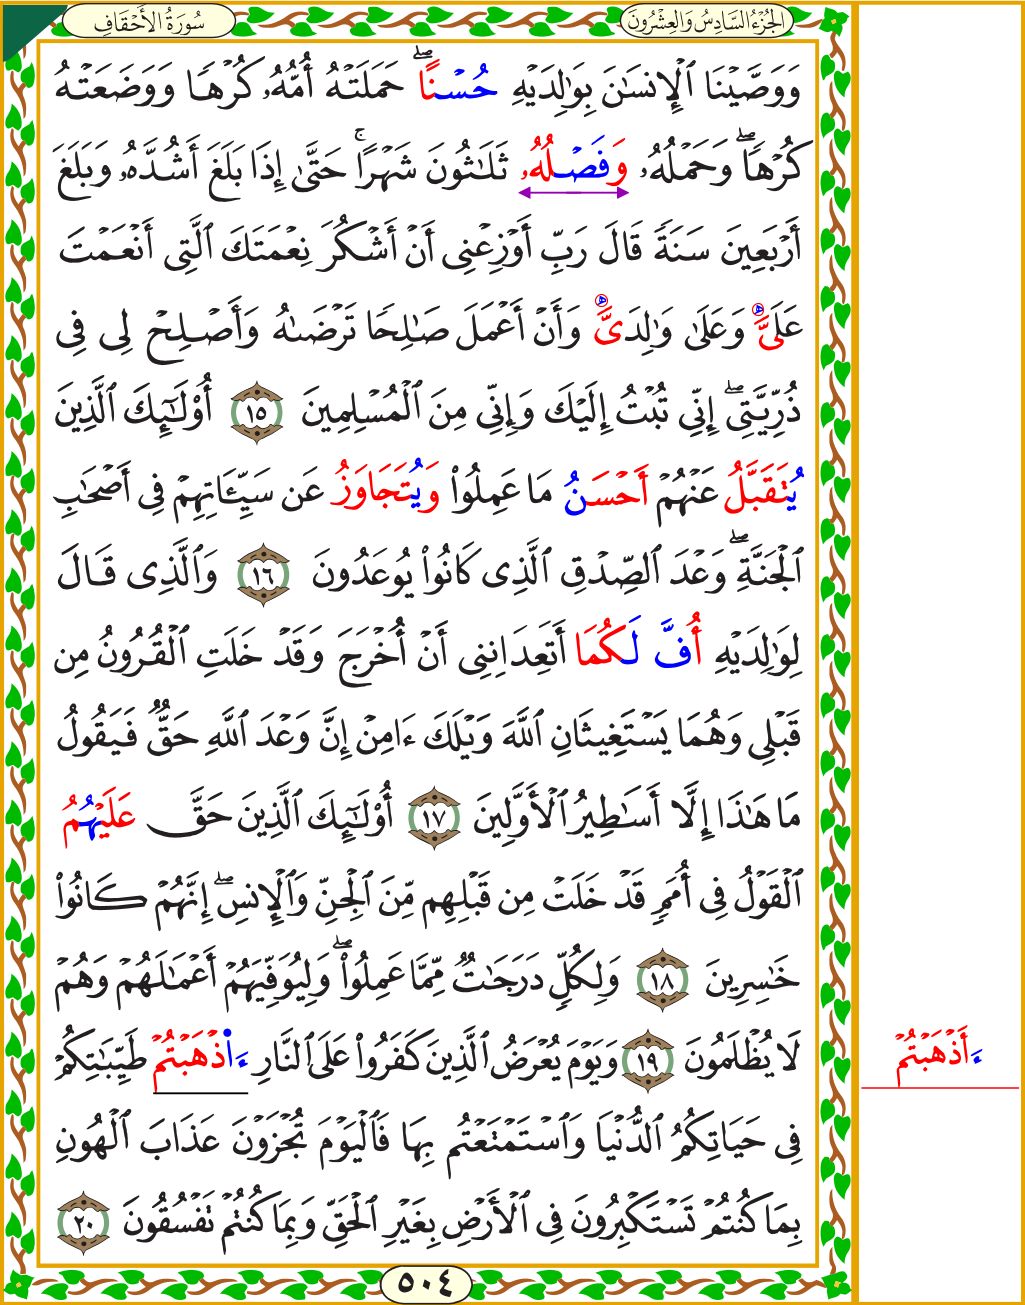 الجُزْءُ السَّادِسُ وَالعِشْرُونَ
سُورَةُ الأَحْقَافِ
وَوَصَّيْنَا ٱلْإِنسَٰنَ بِوَٰلِدَيْهِ حُسْنًاۖ حَمَلَتْهُ أُمُّهُۥ كُرْهًا وَوَضَعَتْهُ
كُرْهًاۖ وَحَمْلُهُۥ وَفَصْلُهُۥ ثَلَٰثُونَ شَهْرًاۚ حَتَّىٰ إِذَا بَلَغَ أَشُدَّهُۥ وَبَلَغَ
أَرْبَعِينَ سَنَةً قَالَ رَبِّ أَوْزِعْنِى أَنْ أَشْكُرَ نِعْمَتَكَ ٱلَّتِى أَنْعَمْتَ
عَلَىَّهْ وَعَلَىٰ وَٰلِدَىَّهْ وَأَنْ أَعْمَلَ صَٰلِحًا تَرْضَىٰهُ وَأَصْلِحْ لِى فِى
ذُرِّيَّتِىۖ إِنِّى تُبْتُ إِلَيْكَ وَإِنِّى مِنَ ٱلْمُسْلِمِينَ ١٥ أُو۟لَٰٓئِكَ ٱلَّذِينَ
يُتَقَبَّلُ عَنْهُمْ أَحْسَنُ مَا عَمِلُوا۟ وَيُتَجَاوَزُ عَن سَيِّـَٔاتِهِمْ فِى أَصْحَٰبِ
ٱلْجَنَّةِۖ وَعْدَ ٱلصِّدْقِ ٱلَّذِى كَانُوا۟ يُوعَدُونَ ١٦ وَٱلَّذِى قَالَ
لِوَٰلِدَيْهِ أُفَّ لَكُمَا أَتَعِدَانِنِى أَنْ أُخْرَجَ وَقَدْ خَلَتِ ٱلْقُرُونُ مِن
قَبْلِى وَهُمَا يَسْتَغِيثَانِ ٱللَّهَ وَيْلَكَ ءَامِنْ إِنَّ وَعْدَ ٱللَّهِ حَقٌّ فَيَقُولُ
مَا هَٰذَا إِلَّا أَسَٰطِيرُ ٱلْأَوَّلِينَ ١٧ أُو۟لَٰٓئِكَ ٱلَّذِينَ حَقَّ عَلَيْهُمُ
ٱلْقَوْلُ فِى أُمَمٍ قَدْ خَلَتْ مِن قَبْلِهِم مِّنَ ٱلْجِنِّ وَٱلْإِنسِۖ إِنَّهُمْ كَانُوا۟
خَٰسِرِينَ ١٨ وَلِكُلٍّ دَرَجَٰتٌ مِّمَّا عَمِلُوا۟ۖ وَلِيُوَفِّيَهُمْ أَعْمَٰلَهُمْ وَهُمْ
لَا يُظْلَمُونَ ١٩ وَيَوْمَ يُعْرَضُ ٱلَّذِينَ كَفَرُوا۟ عَلَى ٱلنَّارِ ءَا۬ذْهَبْتُمْ طَيِّبَٰتِكُمْ
ءَأَذْهَبْتُمْ
فِى حَيَاتِكُمُ ٱلدُّنْيَا وَٱسْتَمْتَعْتُم بِهَا فَٱلْيَوْمَ تُجْزَوْنَ عَذَابَ ٱلْهُونِ
بِمَا كُنتُمْ تَسْتَكْبِرُونَ فِى ٱلْأَرْضِ بِغَيْرِ ٱلْحَقِّ وَبِمَا كُنتُمْ تَفْسُقُونَ ٢٠
٥٠٤